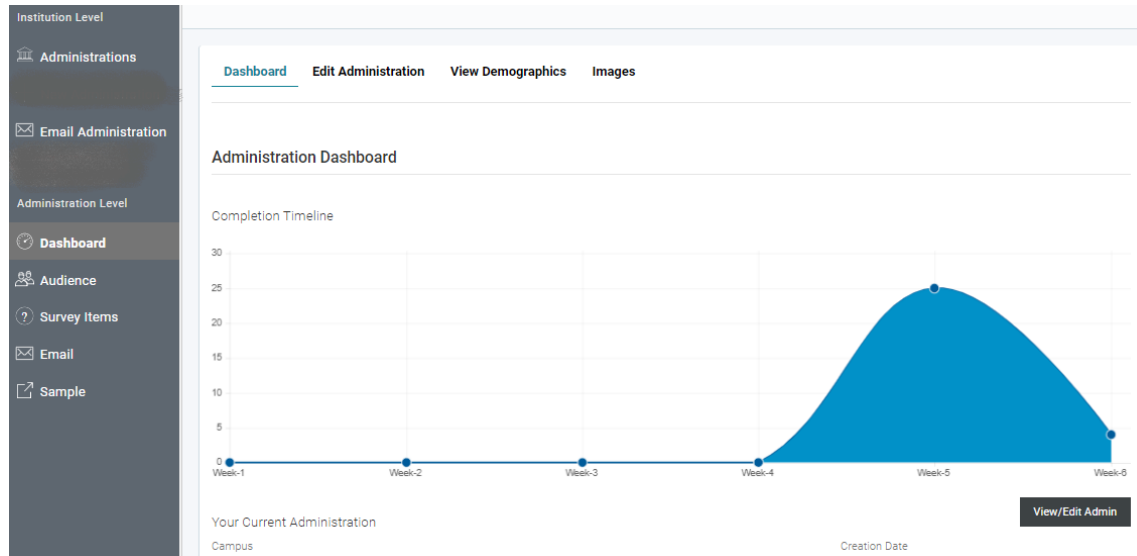 Institution Level
Administrations
Email Administration
Administration Level
Dashboard
Audience
Survey Items
Email
Sample
Dashboard Edit Administration View Demographics Images
Administration Dashboard
Completion Timeline
30
25
20
15
10
5
0
Week-1 Week-2 Week-3 Week-4 Week-5 Week-6
View/Edit Admin
Your Current Administration
Campus Creation Date